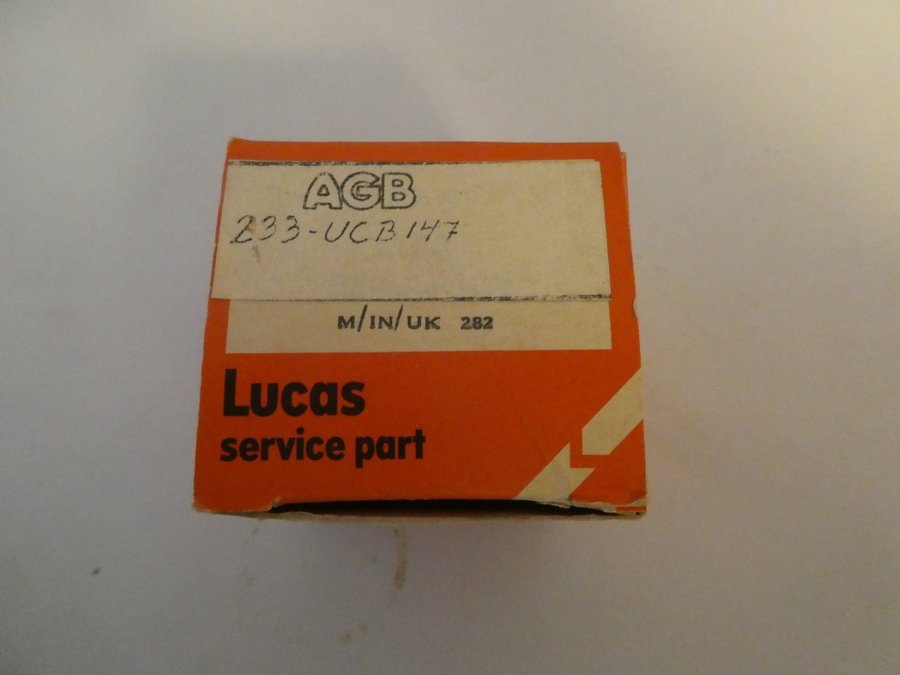 AGB
233-UCB147
M/IN/UK 282
Lucas
service part